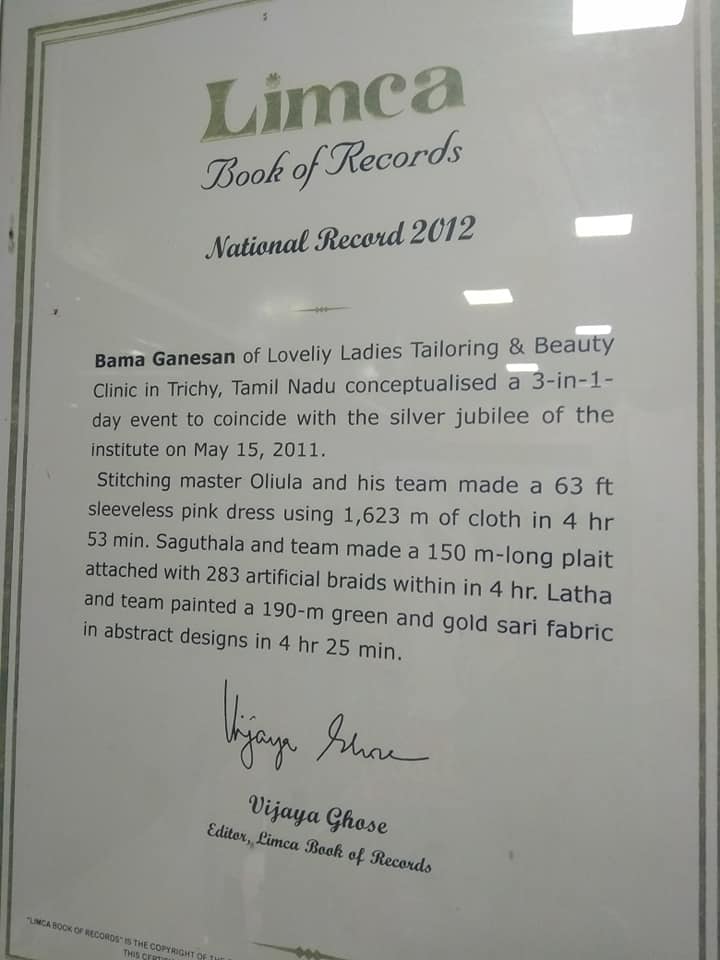 Limca
Book of Records
National Record 2012
Bama Ganesan of Loveliy Ladies Tailoring & Beauty
Clinic in Trichy, Tamil Nadu conceptualised a 3-in-1-
day event to coincide with the silver jubilee of the
institute on May 15, 2011.
Stitching master Oliula and his team made a 63 ft
sleeveless pink dress using 1,623 m of cloth in 4 hr
53 min. Saguthala and team made a 150 m-long plait
attached with 283 artificial braids within in 4 hr. Latha
and team painted a 190-m green and gold sari fabric
in abstract designs in 4 hr 25 min.
Vijaya Ghose
Vijaya Ghose
Editor, Limca Book of Records
"LIMCA BOOK OF RECORDS" IS THE COPYRIGHT OF THE
THIS